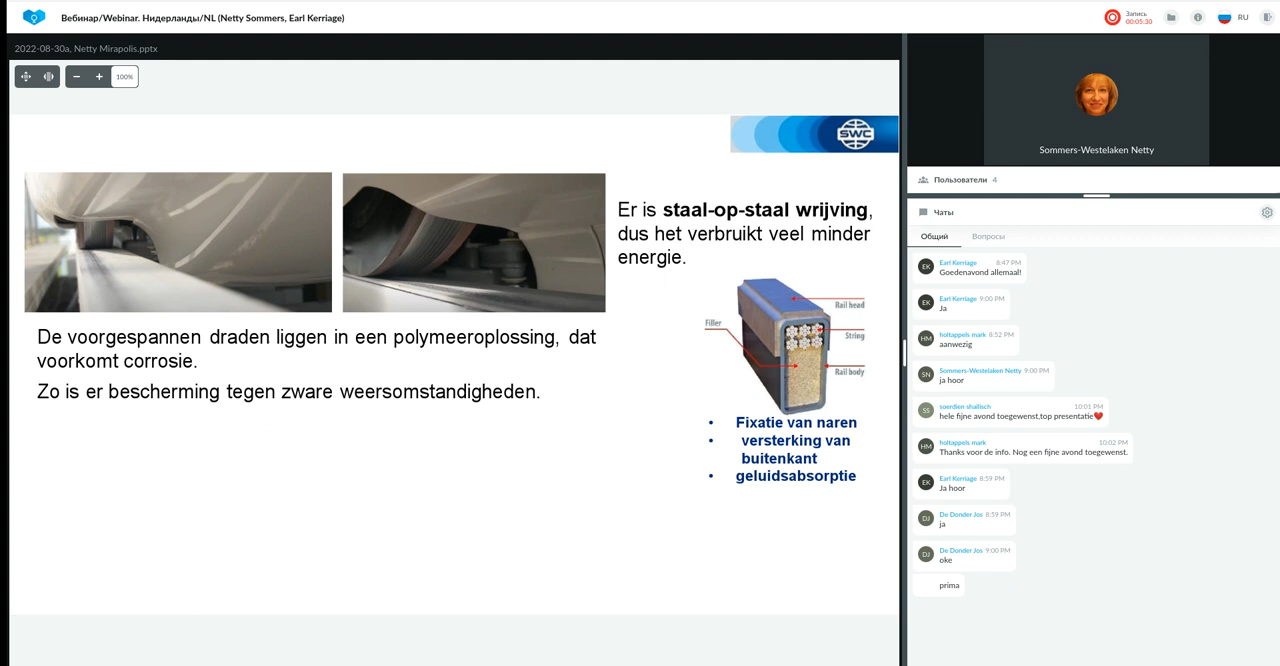 Вебинар/Webinar. Нидерланды/NL (Netty Sommers, Earl Kerriage)
Запись
00:05:30
RU
2022-08-30a, Netty Mirapolis.pptx
100%
SWC
Er is staal-op-staal wrijving,
dus het verbruikt veel minder
energie.
Rail head
Filler
String
Rail body
De voorgespannen draden liggen in een polymeeroplossing, dat
voorkomt corrosie.
Zo is er bescherming tegen zware weersomstandigheden.
• Fixatie van naren
• versterking van
buitenkant
• geluidsabsorptie
Sommers-Westelaken Netty
Пользователи 4
Чаты
Общий Вопросы
EK Earl Kerriage 8:47 PM
Goedenavond allemaal!
EK Earl Kerriage 9:00 PM
Ja
HM holtappels mark 8:52 PM
aanwezig
SN Sommers-Westelaken Netty 9:00 PM
ja hoor
SS soerdien shallisch 10:01 PM
hele fijne avond toegewenst,top presentatie❤️
HM holtappels mark 10:02 PM
Thanks voor de info. Nog een fijne avond toegewenst.
EK Earl Kerriage 8:59 PM
Ja hoor
DJ De Donder Jos 8:59 PM
ja
DJ De Donder Jos 9:00 PM
oke
prima